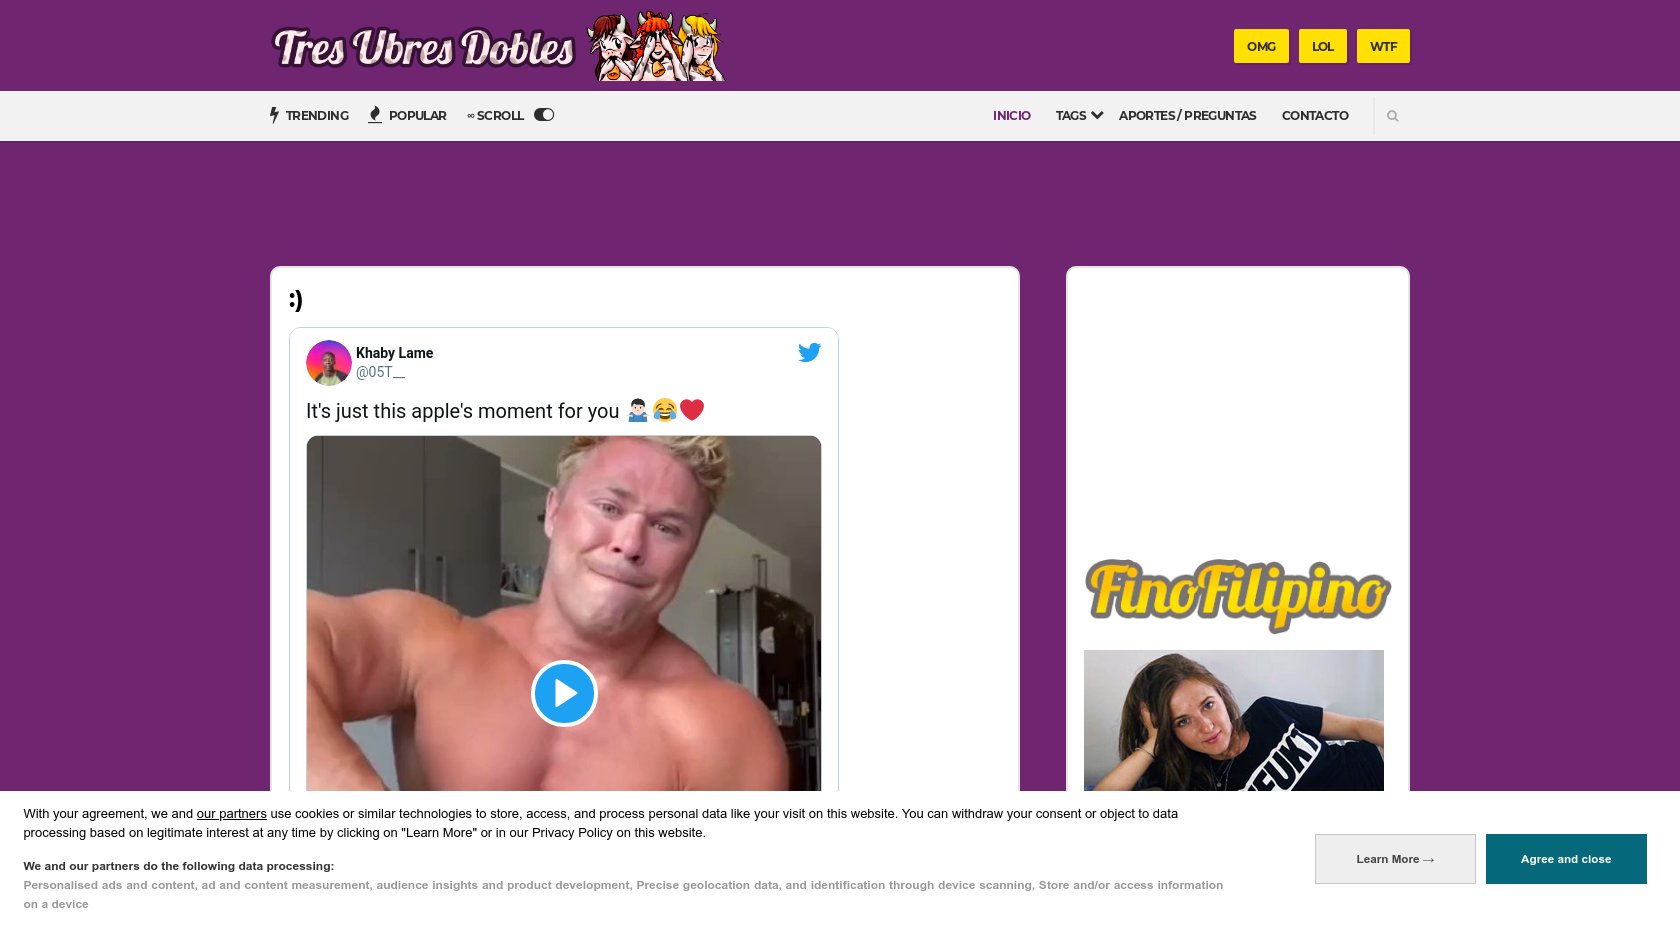 Tres Ubres Dobles
OMG
LOL
WTF
TRENDING
POPULAR
∞ SCROLL
INICIO
TAGS
APORTES / PREGUNTAS
CONTACTO
:)
Khaby Lame
@05T__
It's just this apple's moment for you 🤷🏻‍♂️😂❤️
FinoFilipino
With your agreement, we and our partners use cookies or similar technologies to store, access, and process personal data like your visit on this website. You can withdraw your consent or object to data
processing based on legitimate interest at any time by clicking on "Learn More" or in our Privacy Policy on this website.
Learn More →
Agree and close
We and our partners do the following data processing:
Personalised ads and content, ad and content measurement, audience insights and product development, Precise geolocation data, and identification through device scanning, Store and/or access information
on a device